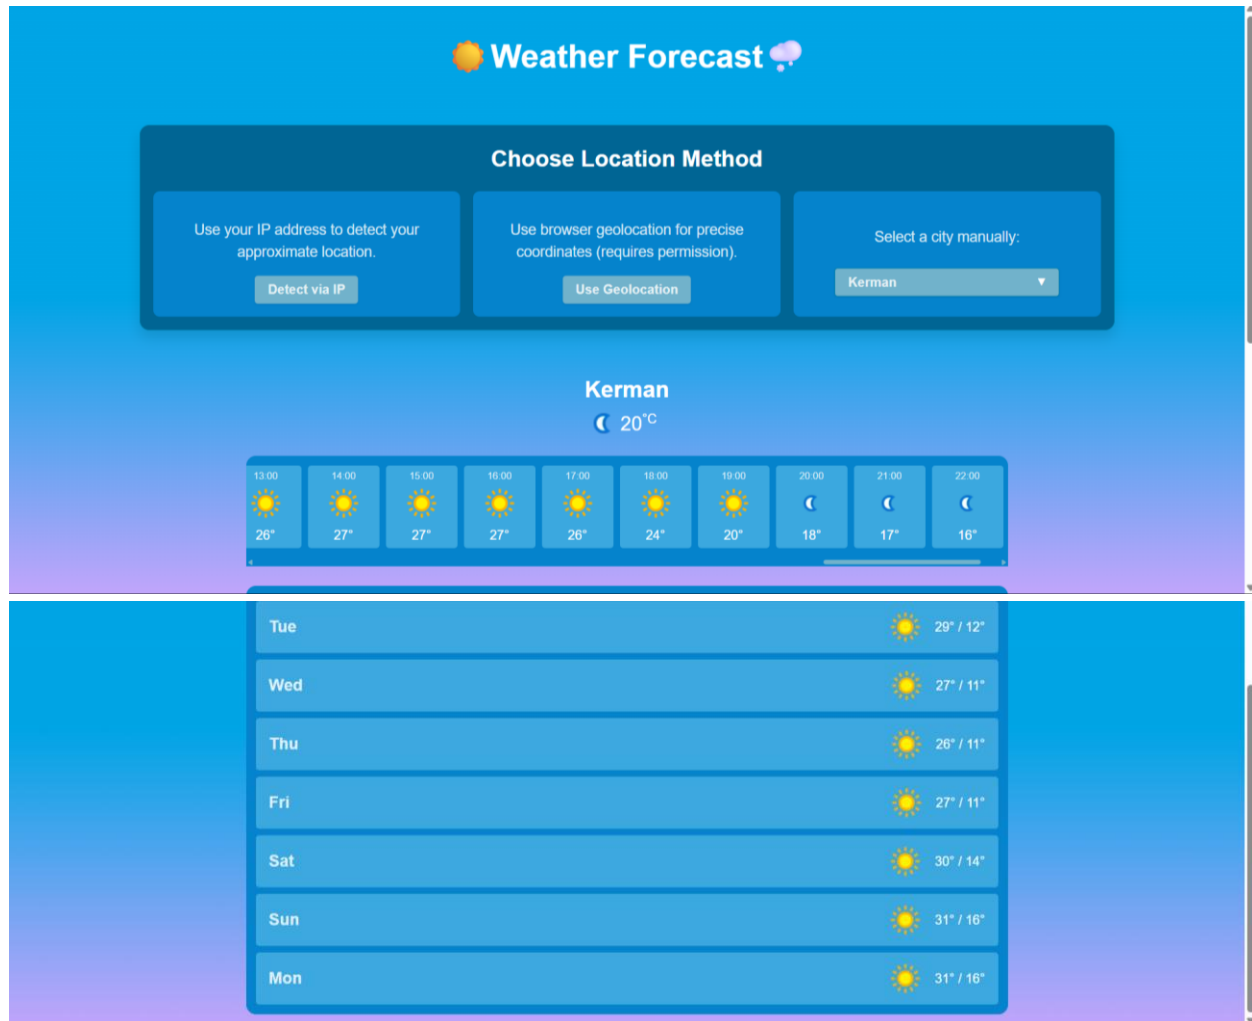 Weather Forecast
Choose Location Method
Use your IP address to detect your
approximate location.
Detect via IP
Use browser geolocation for precise
coordinates (requires permission).
Use Geolocation
Select a city manually:
Kerman
Kerman
20°C
13:00 14:00 15:00 16:00 17:00 18:00 19:00 20:00 21:00 22:00
26° 27° 27° 27° 26° 24° 20° 18° 17° 16°
Tue 29° / 12°
Wed 27° / 11°
Thu 26° / 11°
Fri 27° / 11°
Sat 30° / 14°
Sun 31° / 16°
Mon 31° / 16°